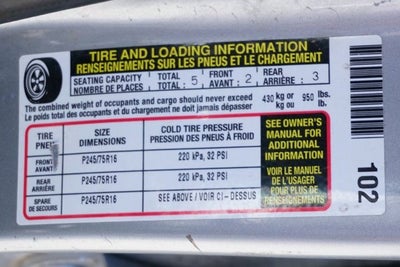 TIRE AND LOADING INFORMATION
RENSEIGNEMENTS SUR LES PNEUS ET LE CHARGEMENT
SEATING CAPACITY TOTAL : 5 FRONT : 2 REAR : 3
NOMBRE DE PLACES TOTAL AVANT ARRIÈRE
The combined weight of occupants and cargo should never exceed 430 kg or 950 lbs.
Le poids total des occupants et du chargement ne doit jamais dépasser kg ou lb.
TIRE SIZE COLD TIRE PRESSURE
PNEU DIMENSIONS PRESSION DES PNEUS À FROID
FRONT
AVANT P245/75R16 220 kPa, 32 PSI
REAR
ARRIÈRE P245/75R16 220 kPa, 32 PSI
SPARE
DE SECOURS P245/75R16 SEE ABOVE / VOIR CI-DESSUS
SEE OWNER'S
MANUAL FOR
ADDITIONAL
INFORMATION
VOIR LE MANUEL
DE L'USAGER
POUR PLUS DE
RENSEIGNEMENTS
102